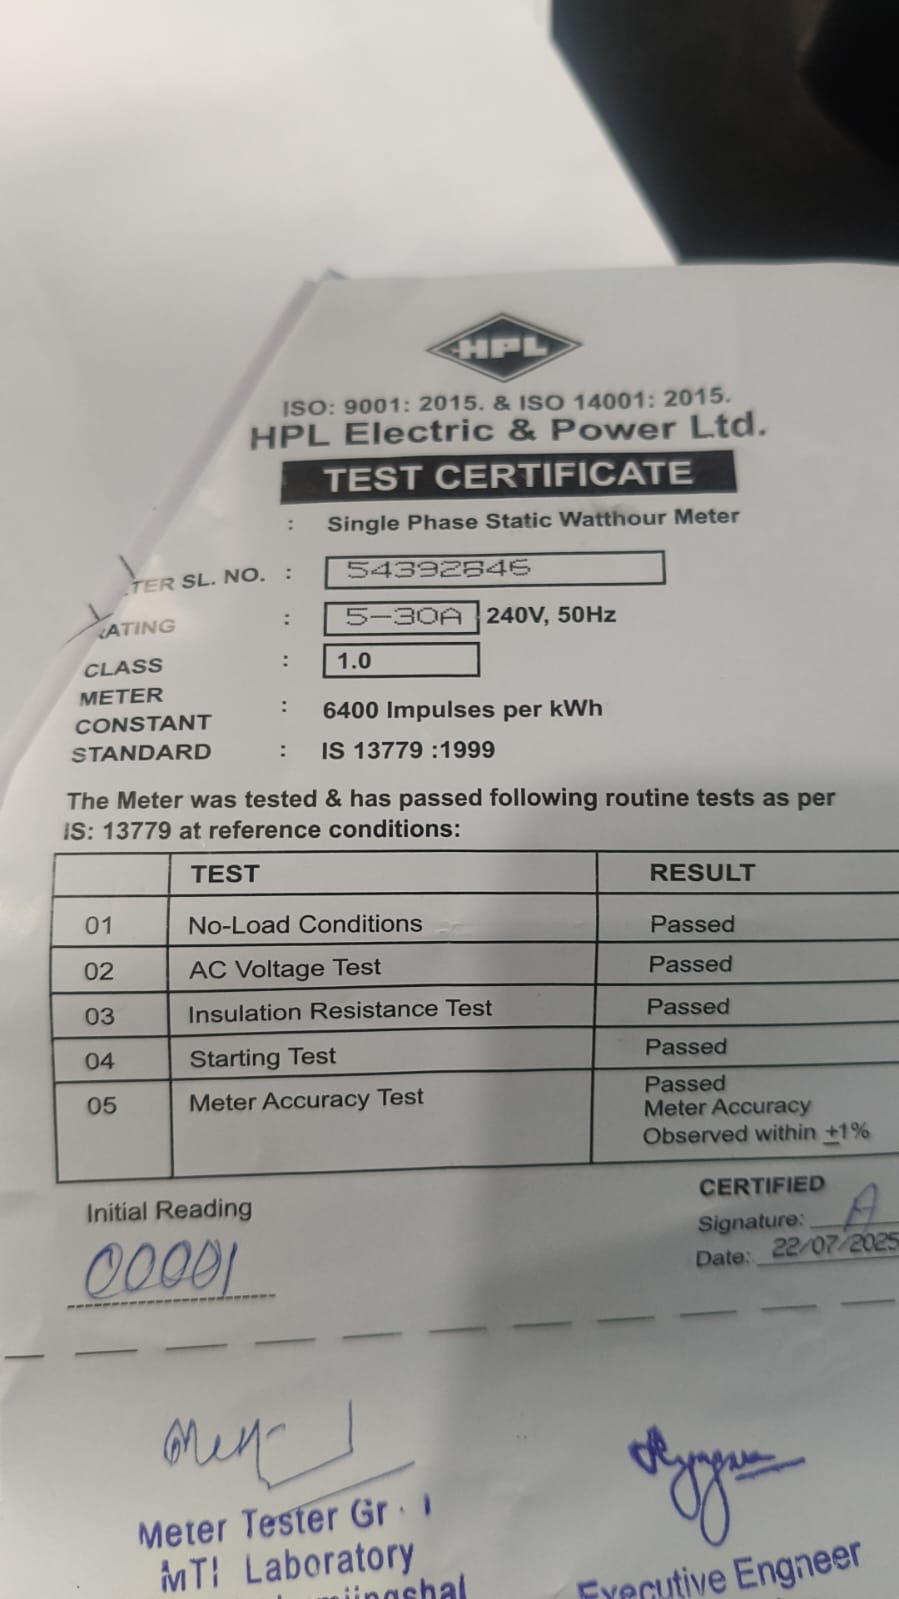 HPL
ISO: 9001: 2015. & ISO 14001: 2015.
HPL Electric & Power Ltd.
TEST CERTIFICATE
: Single Phase Static Watthour Meter
TER SL. NO. : 54392846
RATING : 5-30A 240V, 50Hz
CLASS : 1.0
METER
CONSTANT : 6400 Impulses per kWh
STANDARD : IS 13779 :1999
The Meter was tested & has passed following routine tests as per
IS: 13779 at reference conditions:
TEST RESULT
01 No-Load Conditions Passed
02 AC Voltage Test Passed
03 Insulation Resistance Test Passed
04 Starting Test Passed
05 Meter Accuracy Test Passed
Meter Accuracy
Observed within ±1%
Initial Reading
00001
CERTIFIED
Signature:
Date: 22/07/2025
Meter Tester Gr. I
MTI Laboratory
Executive Engneer